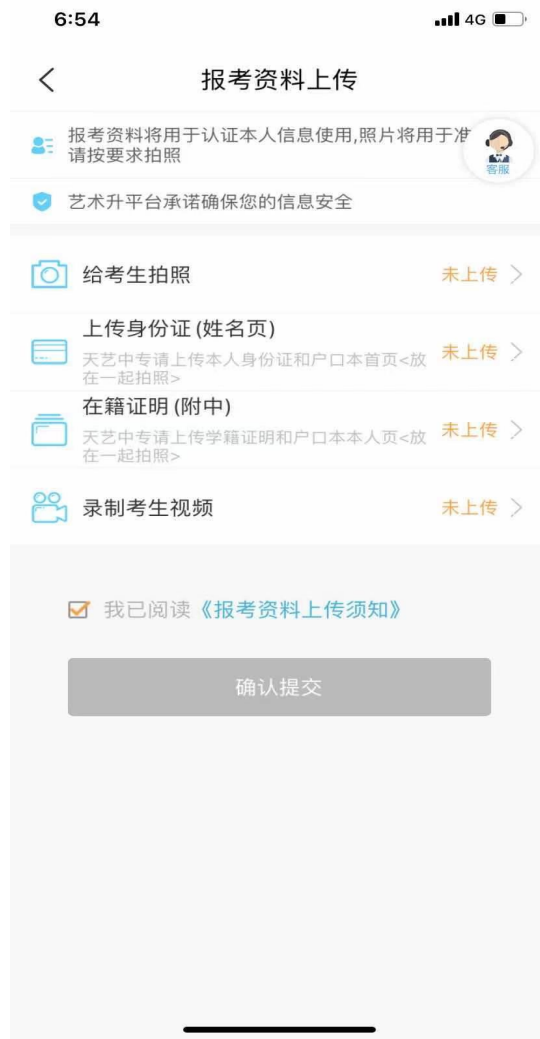 6:54
4G
报考资料上传
报考资料将用于认证本人信息使用,照片将用于准
请按要求拍照
客服
艺术升平台承诺确保您的信息安全
给考生拍照
未上传
上传身份证(姓名页)
天艺中专请上传本人身份证和户口本首页<放
在一起拍照>
未上传
在籍证明(附中)
天艺中专请上传学籍证明和户口本本人页<放
在一起拍照>
未上传
录制考生视频
未上传
我已阅读《报考资料上传须知》
确认提交